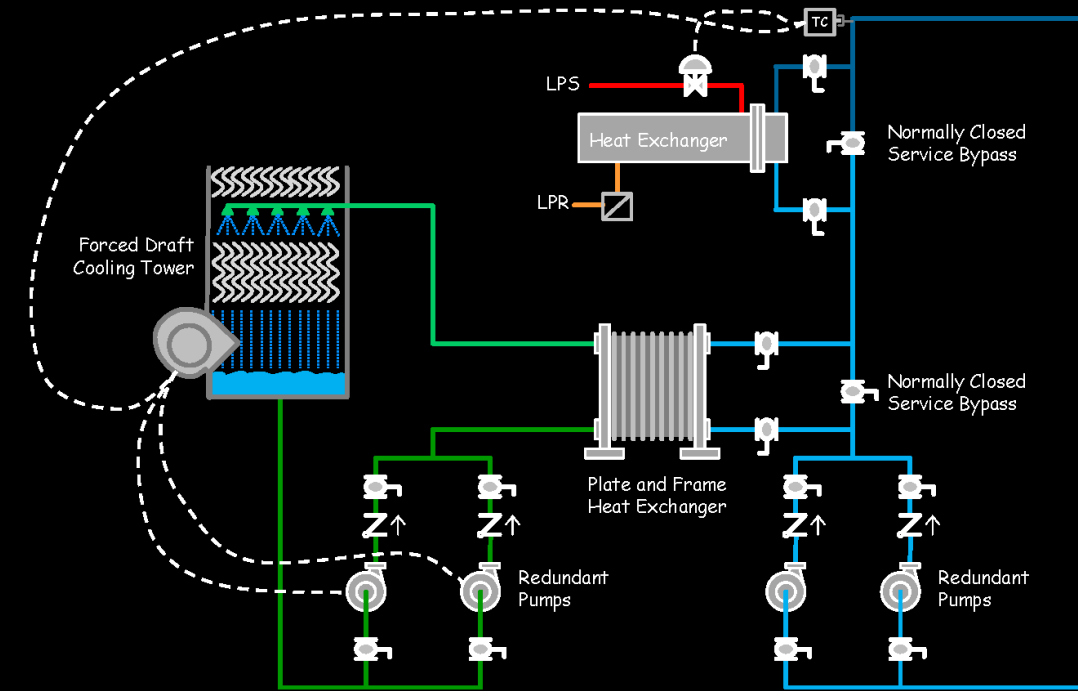 TC
LPS
Heat Exchanger
Normally Closed
Service Bypass
LPR
Forced Draft
Cooling Tower
Normally Closed
Service Bypass
Plate and Frame
Heat Exchanger
Redundant
Pumps
Redundant
Pumps